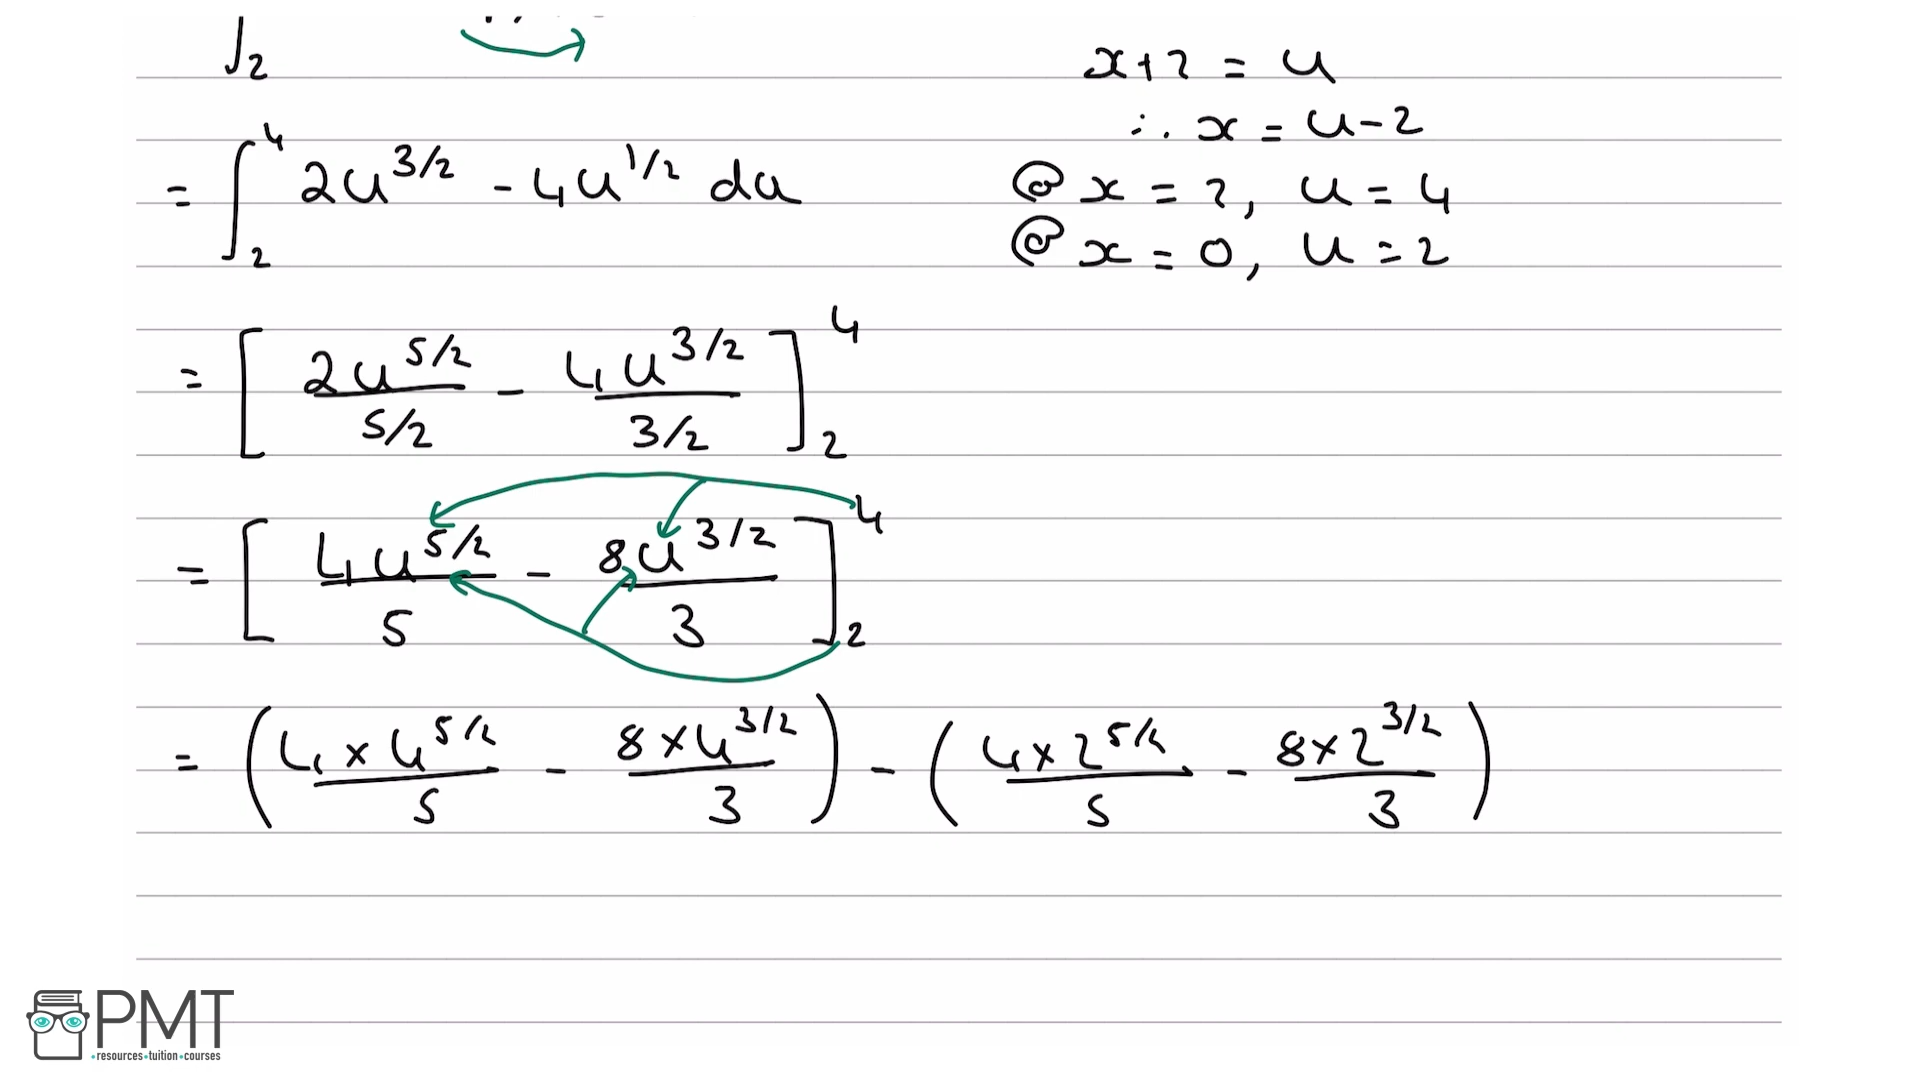 ∫₂
x+2 = u
∴ x = u-2
= ∫₂⁴ 2u^(3/2) - 4u^(1/2) du
@ x = 2, u = 4
@ x = 0, u = 2
= [ 2u^(5/2) / (5/2) - 4u^(3/2) / (3/2) ]₂⁴
= [ 4u^(5/2) / 5 - 8u^(3/2) / 3 ]₂⁴
= ( 4×4^(5/2) / 5 - 8×4^(3/2) / 3 ) - ( 4×2^(5/2) / 5 - 8×2^(3/2) / 3 )
PMT
•resources•tuition•courses